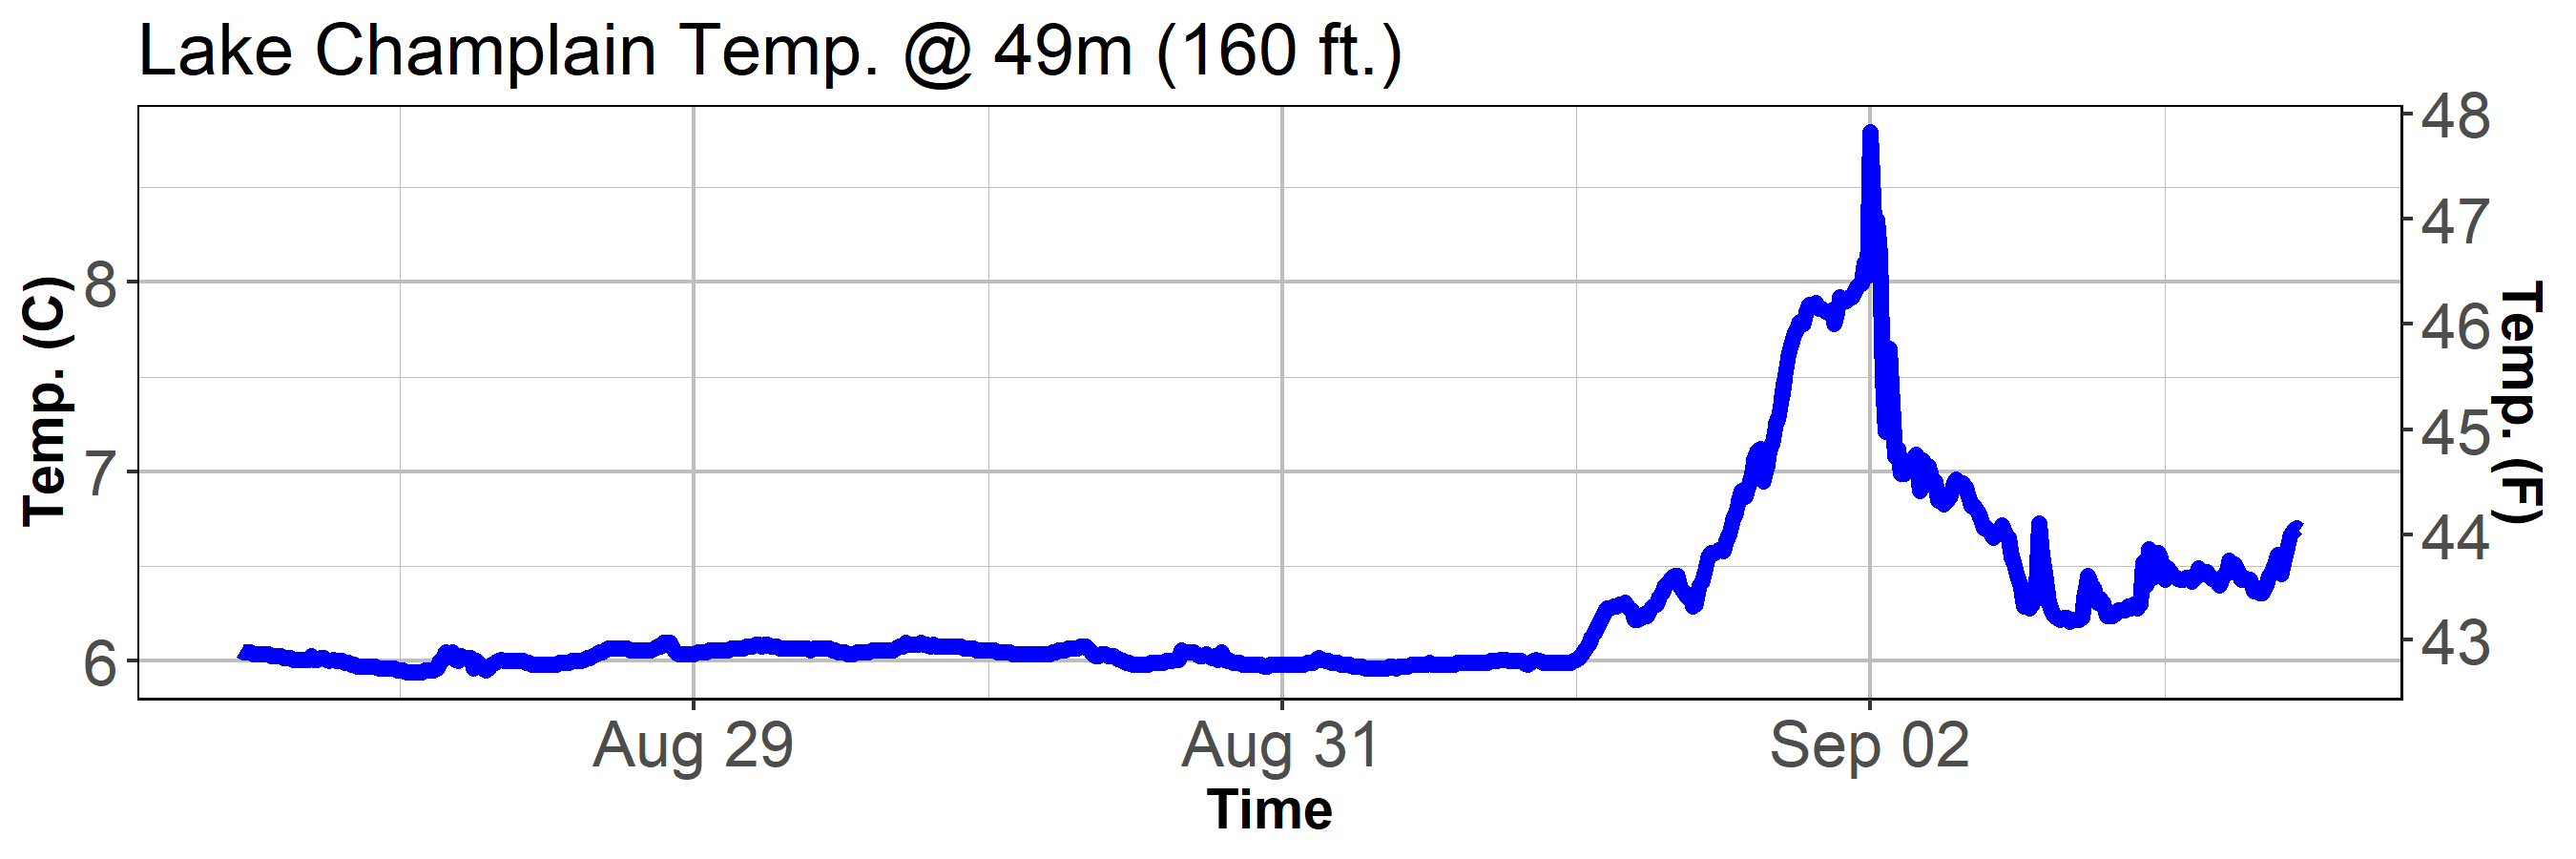 Lake Champlain Temp. @ 49m (160 ft.)
Temp. (C)
8
7
6
48
47
46
45
44
43
Temp. (F)
Aug 29
Aug 31
Sep 02
Time